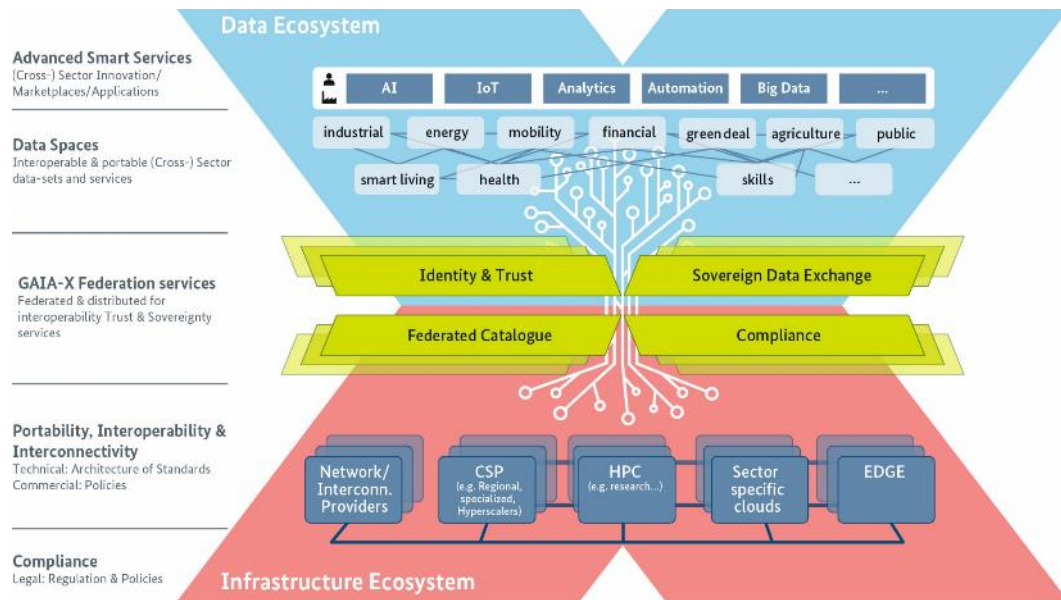 Data Ecosystem
Advanced Smart Services
(Cross-) Sector Innovation/
Marketplaces/Applications
AI
IoT
Analytics
Automation
Big Data
...
Data Spaces
Interoperable & portable (Cross-) Sector
data-sets and services
industrial
energy
mobility
financial
green deal
agriculture
public
smart living
health
skills
...
GAIA-X Federation services
Federated & distributed for
interoperability Trust & Sovereignty
services
Identity & Trust
Sovereign Data Exchange
Federated Catalogue
Compliance
Portability, Interoperability &
Interconnectivity
Technical: Architecture of Standards
Commercial: Policies
Network/
Interconn.
Providers
CSP
(e.g. Regional,
specialized,
Hyperscalers)
HPC
(e.g. research...)
Sector
specific
clouds
EDGE
Compliance
Legal: Regulation & Policies
Infrastructure Ecosystem